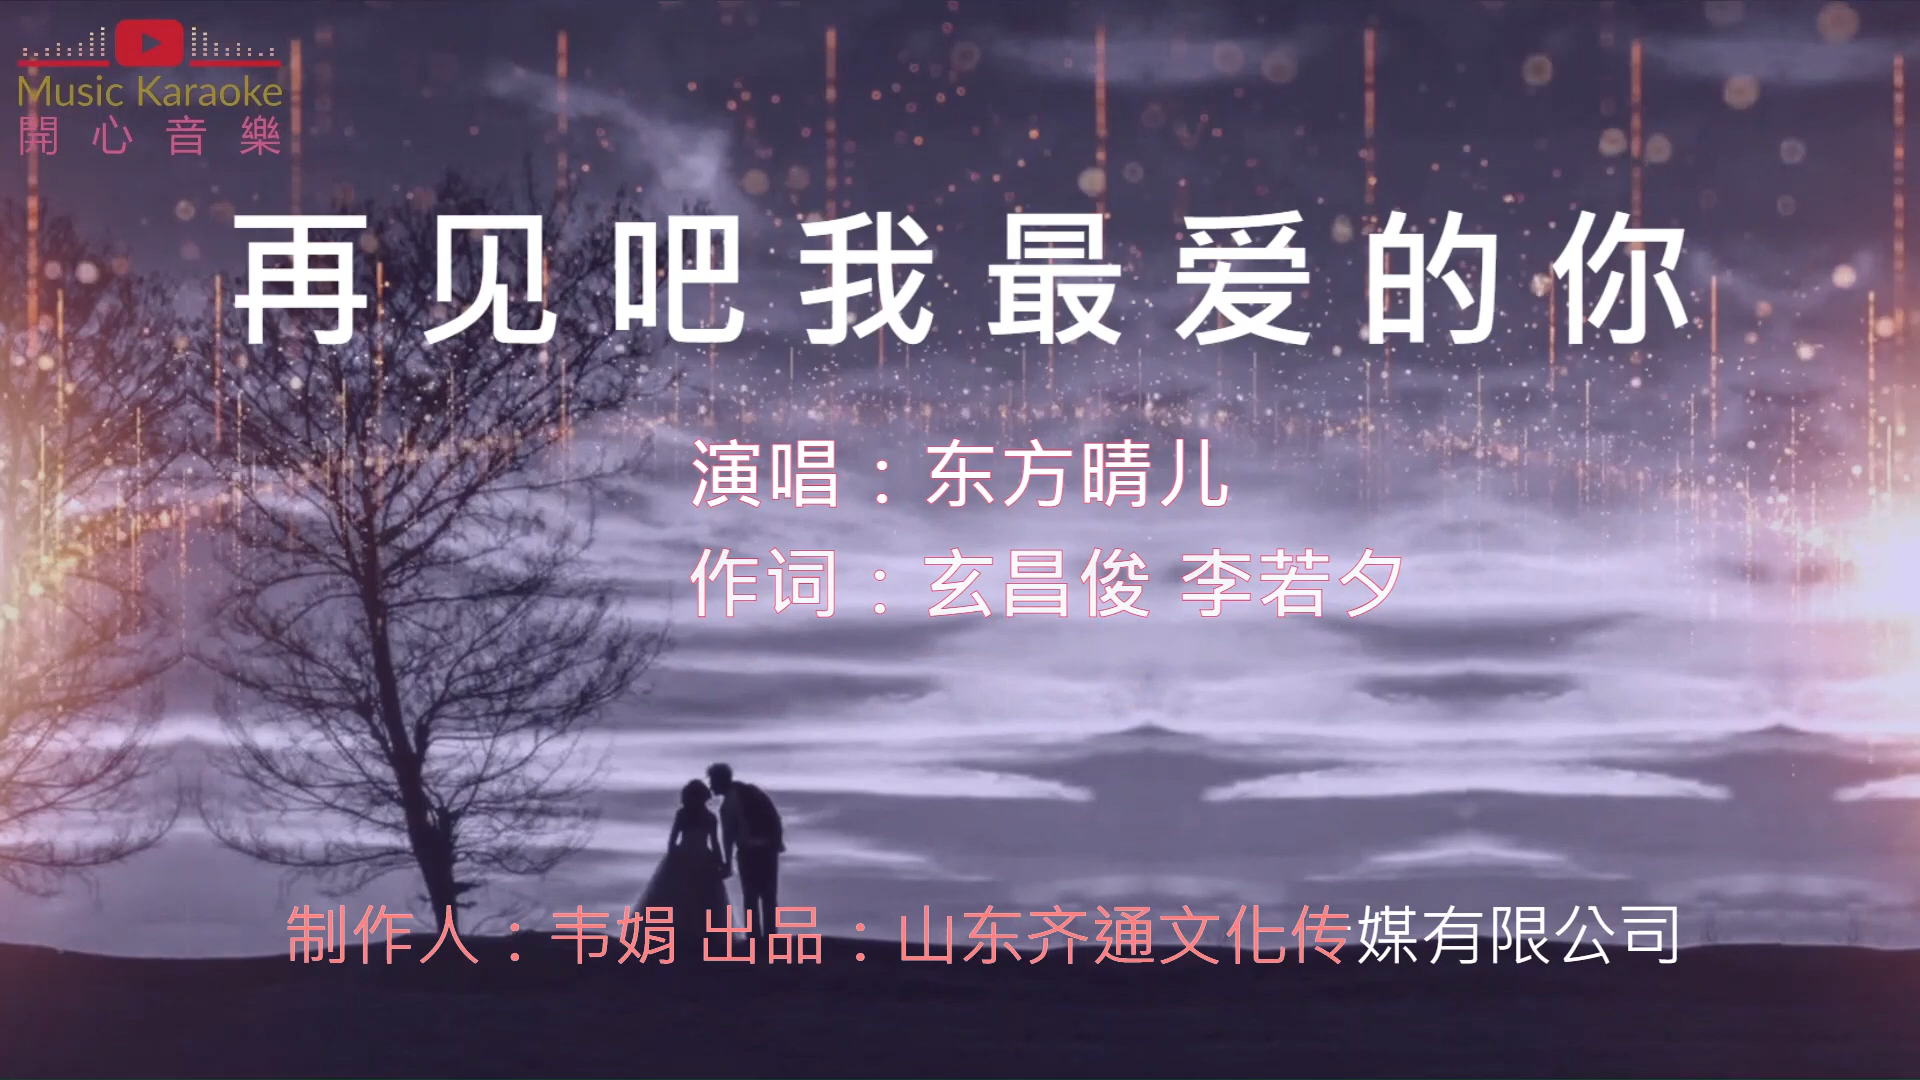 Music Karaoke
開心音樂
再见吧我最爱的你
演唱：东方晴儿
作词：玄昌俊 李若夕
制作人：韦娟 出品：山东齐通文化传媒有限公司